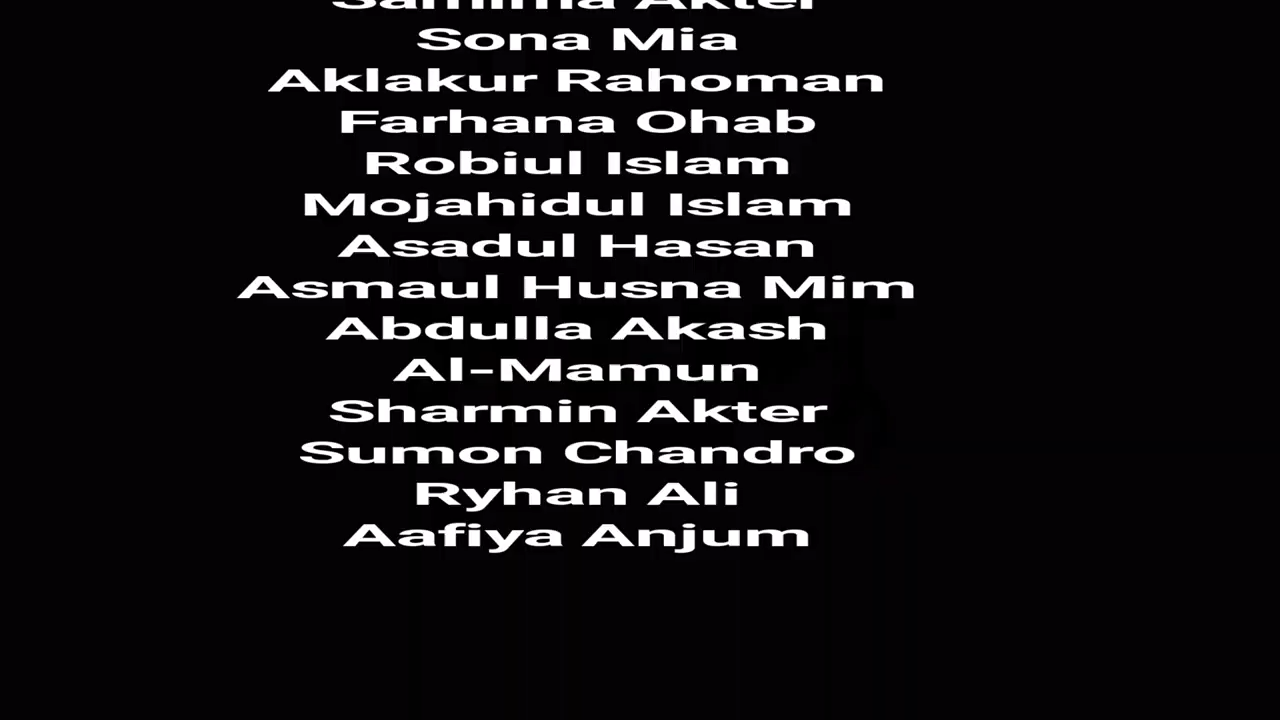 Samima Akter
Sona Mia
Aklakur Rahoman
Farhana Ohab
Robiul Islam
Mojahidul Islam
Asadul Hasan
Asmaul Husna Mim
Abdulla Akash
Al-Mamun
Sharmin Akter
Sumon Chandro
Ryhan Ali
Aafiya Anjum